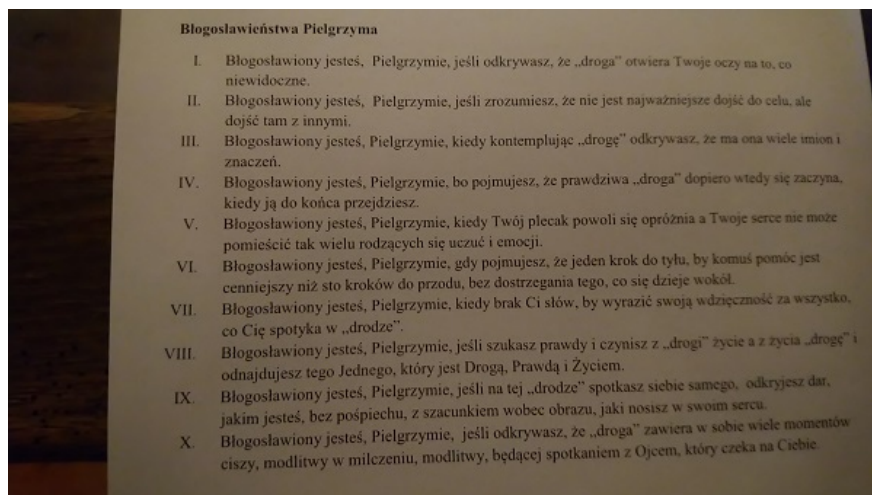 Błogosławieństwa Pielgrzyma
I. Błogosławiony jesteś, Pielgrzymie, jeśli odkrywasz, że „droga” otwiera Twoje oczy na to, co
niewidoczne.
II. Błogosławiony jesteś, Pielgrzymie, jeśli zrozumiesz, że nie jest najważniejsze dojść do celu, ale
dojść tam z innymi.
III. Błogosławiony jesteś, Pielgrzymie, kiedy kontemplując „drogę” odkrywasz, że ma ona wiele imion i
znaczeń.
IV. Błogosławiony jesteś, Pielgrzymie, bo pojmujesz, że prawdziwa „droga” dopiero wtedy się zaczyna,
kiedy ją do końca przejdziesz.
V. Błogosławiony jesteś, Pielgrzymie, kiedy Twój plecak powoli się opróżnia a Twoje serce nie może
pomieścić tak wielu rodzących się uczuć i emocji.
VI. Błogosławiony jesteś, Pielgrzymie, gdy pojmujesz, że jeden krok do tyłu, by komuś pomóc jest
cenniejszy niż sto kroków do przodu, bez dostrzegania tego, co się dzieje wokół.
VII. Błogosławiony jesteś, Pielgrzymie, kiedy brak Ci słów, by wyrazić swoją wdzięczność za wszystko,
co Cię spotyka w „drodze”.
VIII. Błogosławiony jesteś, Pielgrzymie, jeśli szukasz prawdy i czynisz z „drogi” życie a z życia „drogę” i
odnajdujesz tego Jednego, który jest Drogą, Prawdą i Życiem.
IX. Błogosławiony jesteś, Pielgrzymie, jeśli na tej „drodze” spotkasz siebie samego, odkryjesz dar,
jakim jesteś, bez pośpiechu, z szacunkiem wobec obrazu, jaki nosisz w swoim sercu.
X. Błogosławiony jesteś, Pielgrzymie, jeśli odkrywasz, że „droga” zawiera w sobie wiele momentów
ciszy, modlitwy w milczeniu, modlitwy, będącej spotkaniem z Ojcem, który czeka na Ciebie.